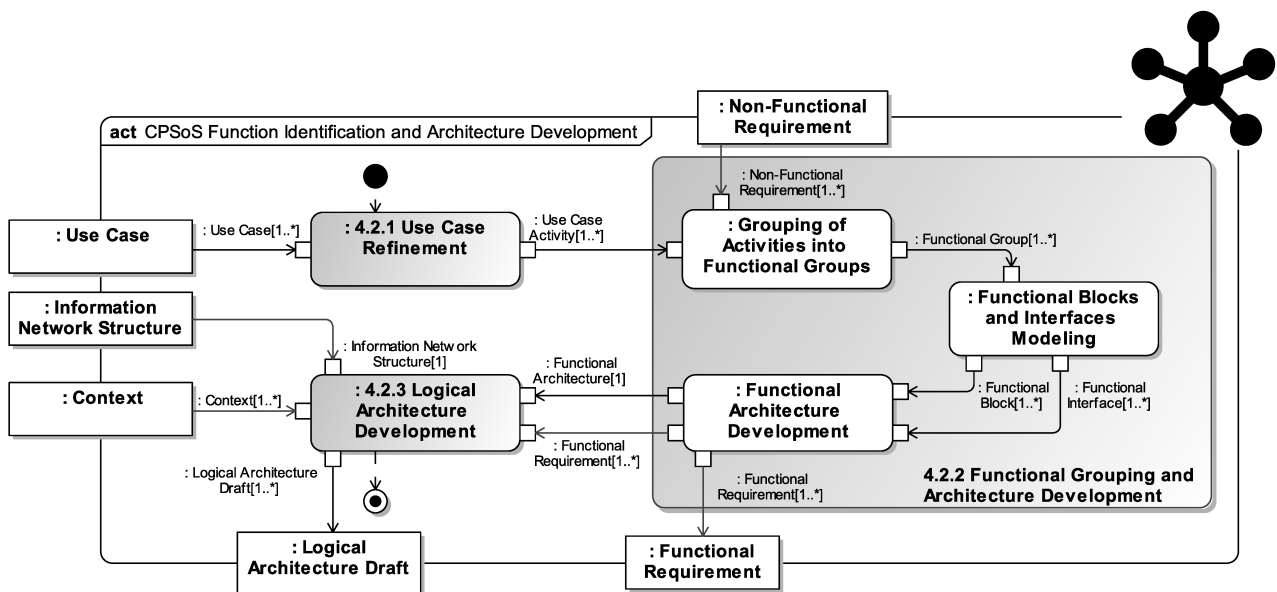 : Non-Functional
Requirement
act CPSoS Function Identification and Architecture Development
: Non-Functional
Requirement[1..*]
: Use Case
: Use Case[1..*]
: 4.2.1 Use Case
Refinement
: Use Case
Activity[1..*]
: Grouping of
Activities into
Functional Groups
: Functional Group[1..*]
: Information
Network Structure
: Functional Blocks
and Interfaces
Modeling
: Information Network
Structure[1]
: Functional
Architecture[1]
: Functional
Block[1..*]
: Functional
Interface[1..*]
: Context
: Context[1..*]
: 4.2.3 Logical
Architecture
Development
: Functional
Architecture
Development
: Functional
Requirement[1..*]
: Logical Architecture
Draft[1..*]
: Functional
Requirement[1..*]
4.2.2 Functional Grouping and
Architecture Development
: Logical
Architecture Draft
: Functional
Requirement